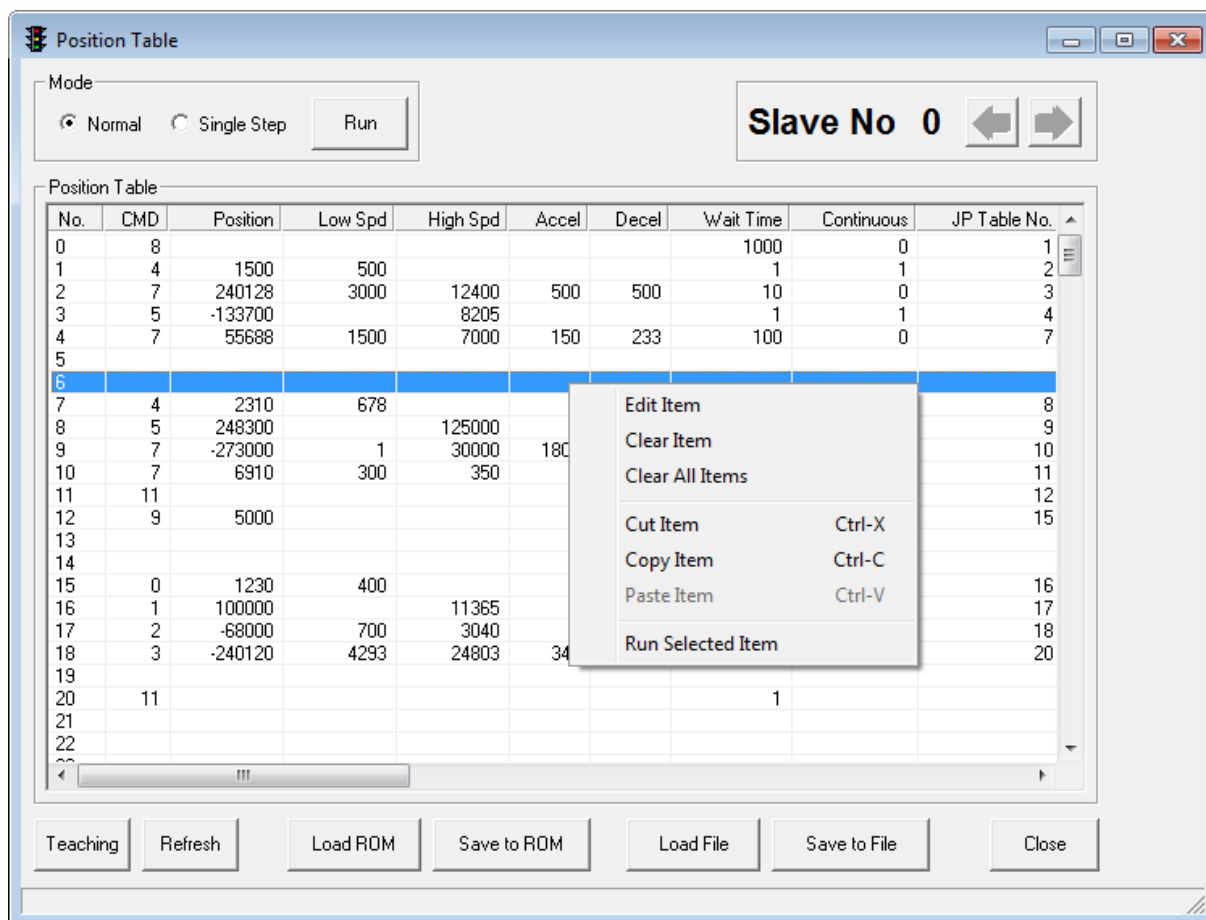 Position Table
Mode
Normal Single Step Run
Slave No 0
Position Table
No. CMD Position Low Spd High Spd Accel Decel Wait Time Continuous JP Table No.
0 8 1000 0 1
1 4 1500 500 1 1 2
2 7 240128 3000 12400 500 500 10 0 3
3 5 -133700 8205 1 1 4
4 7 55688 1500 7000 150 233 100 0 7
5
6
7 4 2310 678 8
8 5 248300 125000 9
9 7 -273000 1 30000 180 10
10 7 6910 300 350 11
11 11 12
12 9 5000 15
13
14
15 0 1230 400 16
16 1 100000 11365 17
17 2 -68000 700 3040 18
18 3 -240120 4293 24803 34 20
19
20 11 1
21
22
Edit Item
Clear Item
Clear All Items
Cut Item Ctrl-X
Copy Item Ctrl-C
Paste Item Ctrl-V
Run Selected Item
Teaching Refresh Load ROM Save to ROM Load File Save to File Close